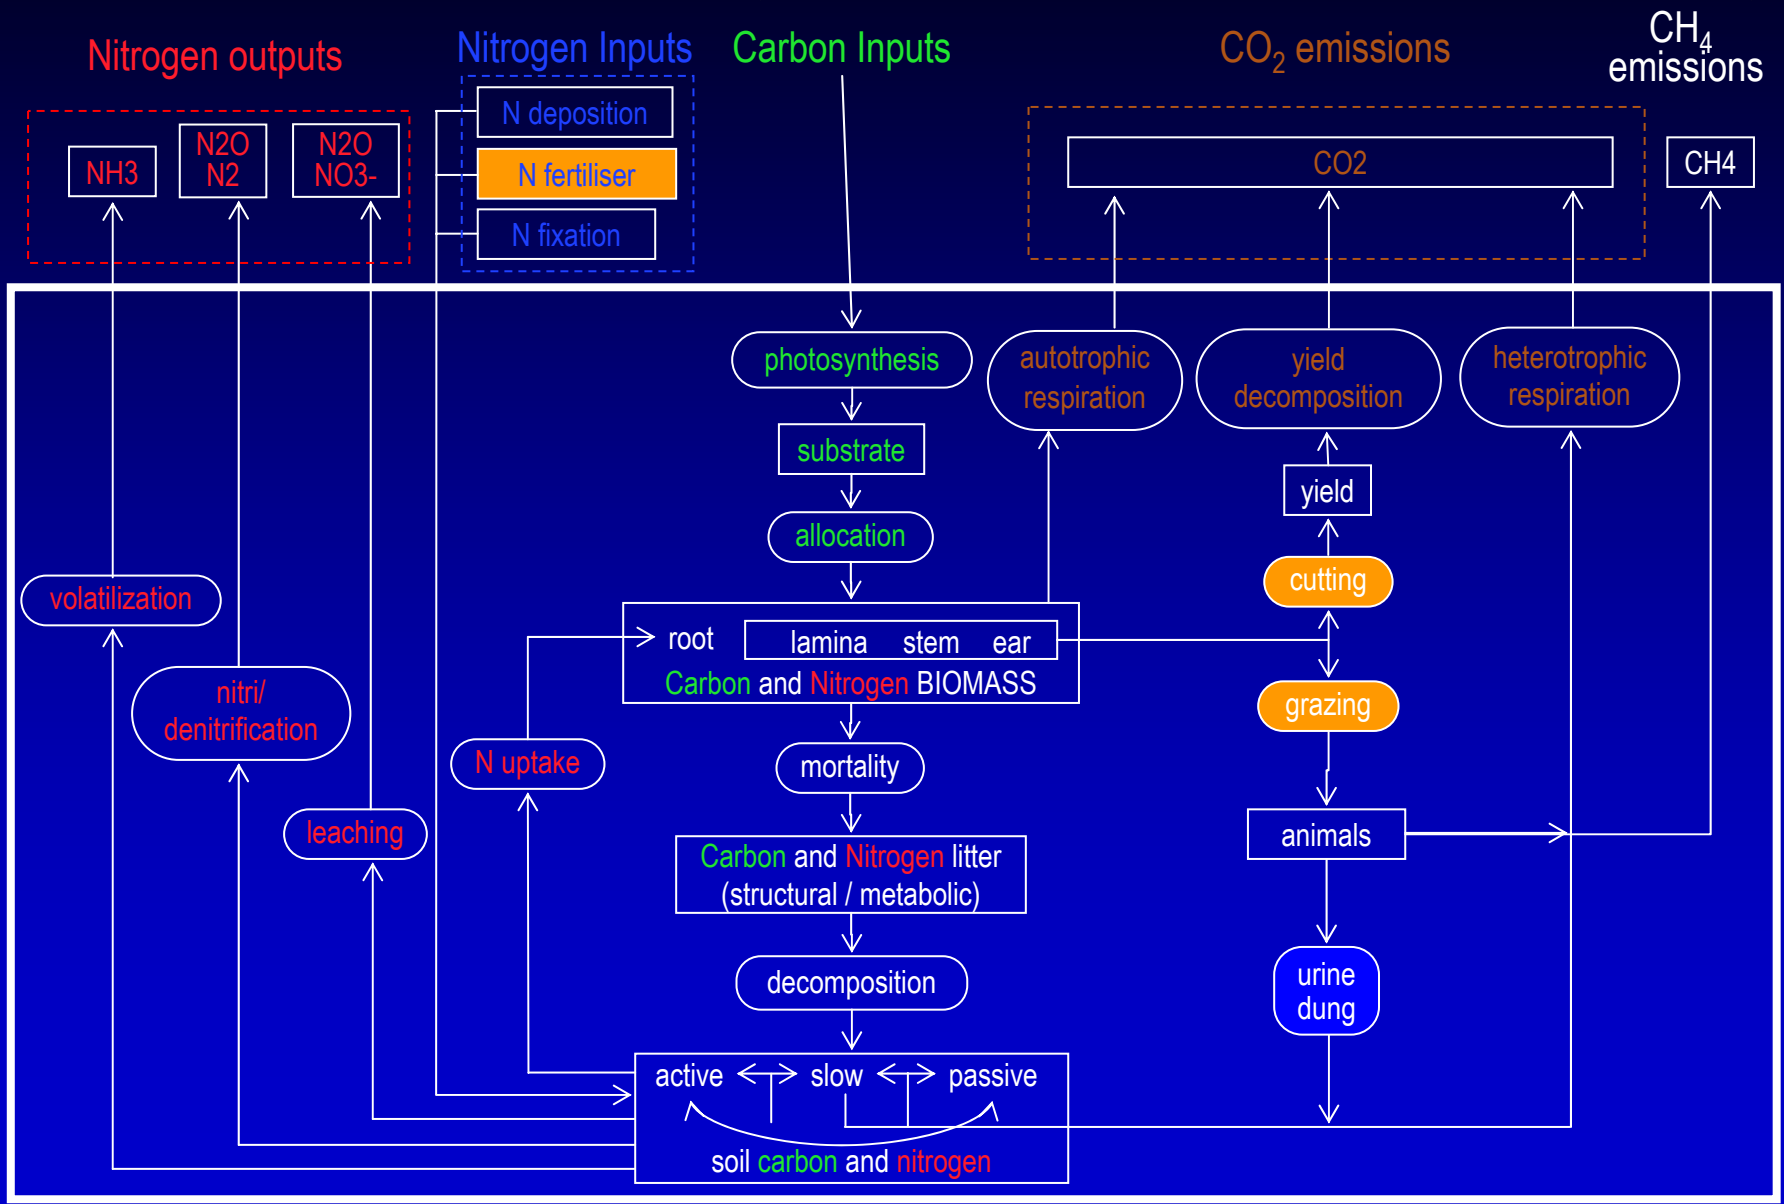 Nitrogen outputs
Nitrogen Inputs
Carbon Inputs
CO2 emissions
CH4
emissions
NH3
N2O
N2
N2O
NO3-
N deposition
N fertiliser
N fixation
CO2
CH4
photosynthesis
substrate
allocation
autotrophic
respiration
yield
decomposition
heterotrophic
respiration
yield
cutting
grazing
animals
urine
dung
volatilization
nitri/
denitrification
leaching
N uptake
root
lamina stem ear
Carbon and Nitrogen BIOMASS
mortality
Carbon and Nitrogen litter
(structural / metabolic)
decomposition
active slow passive
soil carbon and nitrogen